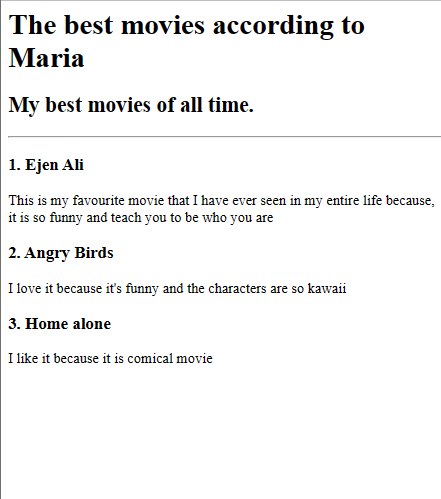 The best movies according to
Maria
My best movies of all time.
1. Ejen Ali
This is my favourite movie that I have ever seen in my entire life because,
it is so funny and teach you to be who you are
2. Angry Birds
I love it because it's funny and the characters are so kawaii
3. Home alone
I like it because it is comical movie